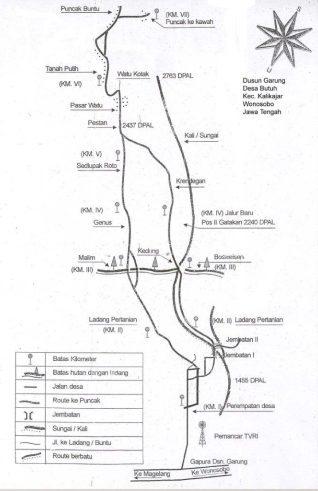 Puncak Buntu
(KM. VII)
Puncak ke kawah
S
Tanah Putih
(KM. VI)
Watu Kotak
2763 DPAL
U
Dusun Garung
Desa Butuh
Kec. Kalikajar
Wonosobo
Jawa Tengah
Pasar Watu
Pestan
2437 DPAL
Kali / Sungai
(KM. V)
Sedlupak Roto
Krendegan
(KM. IV)
(KM. IV) Jalur Baru
Pos II Gatakan 2240 DPAL
Genus
Kedung
Malim
(KM. III)
(KM. III)
Ladang Pertanian
(KM. II)
(KM. II) Ladang Pertanian
Jembatan II
Jembatan I
1455 DPAL
(KM. I) Perempatan desa
Pemancar TVRI
Gapura Dsn. Garung
Ke Magelang
Ke Wonosobo
Batas Kilometer
Batas hutan dengan ladang
Jalan desa
Route ke Puncak
Jembatan
Sungai / Kali
Jl. ke Ladang / Buntu
Route berbatu